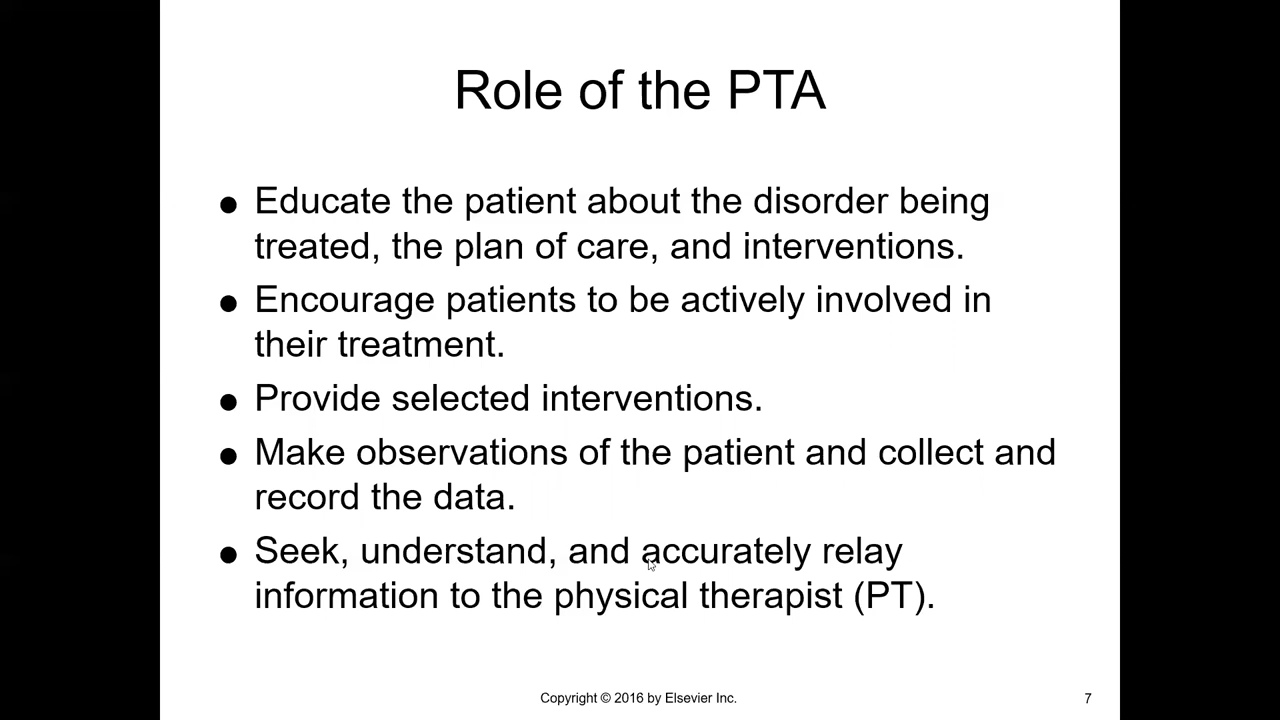 Role of the PTA
● Educate the patient about the disorder being
treated, the plan of care, and interventions.
● Encourage patients to be actively involved in
their treatment.
● Provide selected interventions.
● Make observations of the patient and collect and
record the data.
● Seek, understand, and accurately relay
information to the physical therapist (PT).
Copyright © 2016 by Elsevier Inc.
7